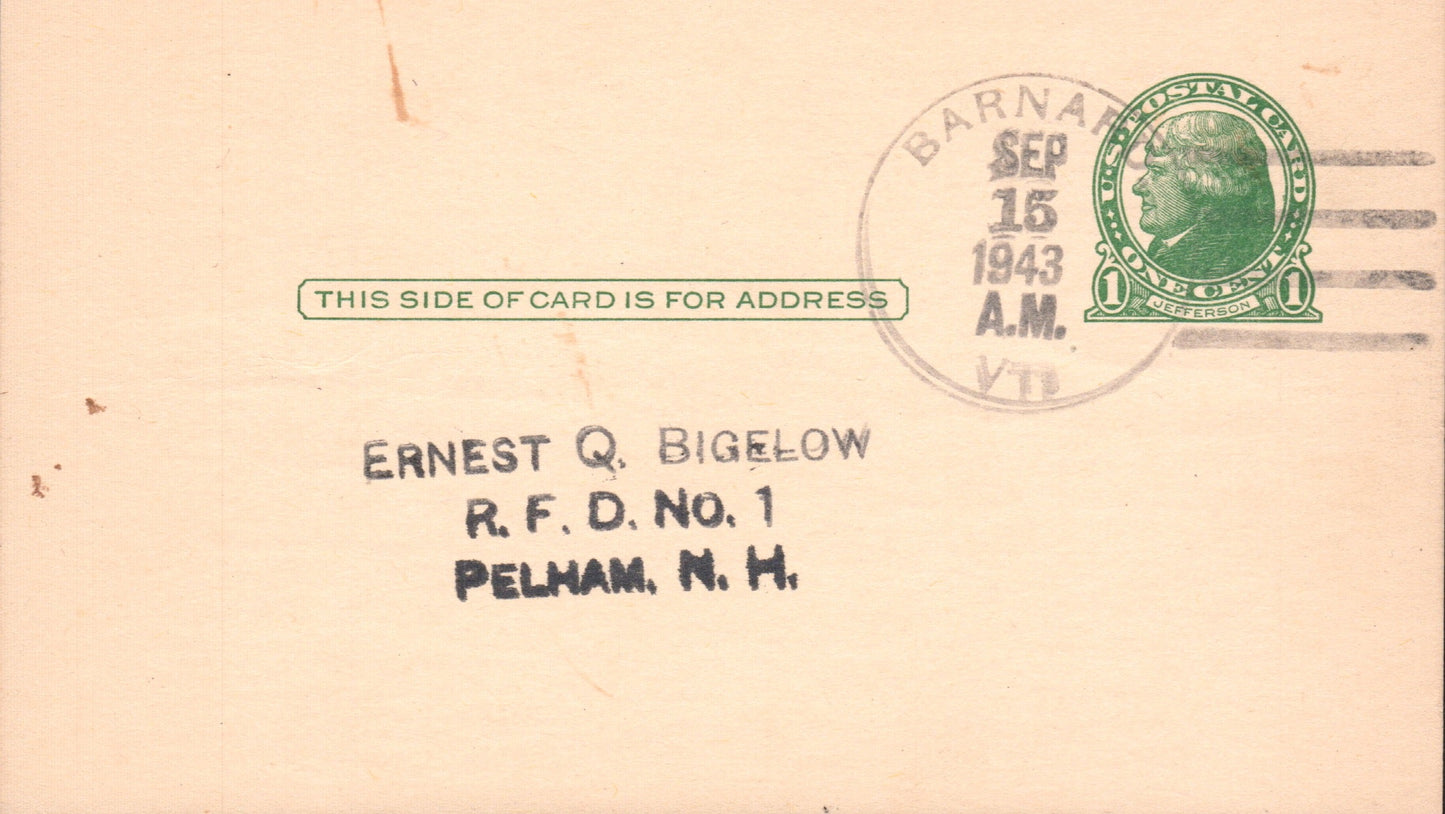 BARNARD
SEP
15
1943
A.M.
VT.
U.S. POSTAL CARD
ONE CENT
1 JEFFERSON 1
THIS SIDE OF CARD IS FOR ADDRESS
ERNEST Q. BIGELOW
R. F. D. NO. 1
PELHAM, N. H.